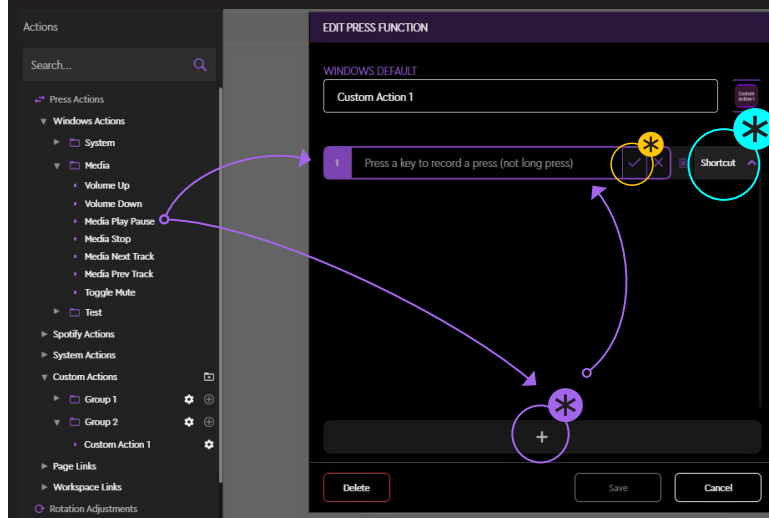 Actions
Search...
Press Actions
Windows Actions
System
Media
Volume Up
Volume Down
Media Play Pause
Media Stop
Media Next Track
Media Prev Track
Toggle Mute
Test
Spotify Actions
System Actions
Custom Actions
Group 1
Group 2
Custom Action 1
Page Links
Workspace Links
Rotation Adjustments
EDIT PRESS FUNCTION
WINDOWS DEFAULT
Custom Action 1
Custom
Action 1
1 Press a key to record a press (not long press)
Shortcut
+
Delete
Save
Cancel